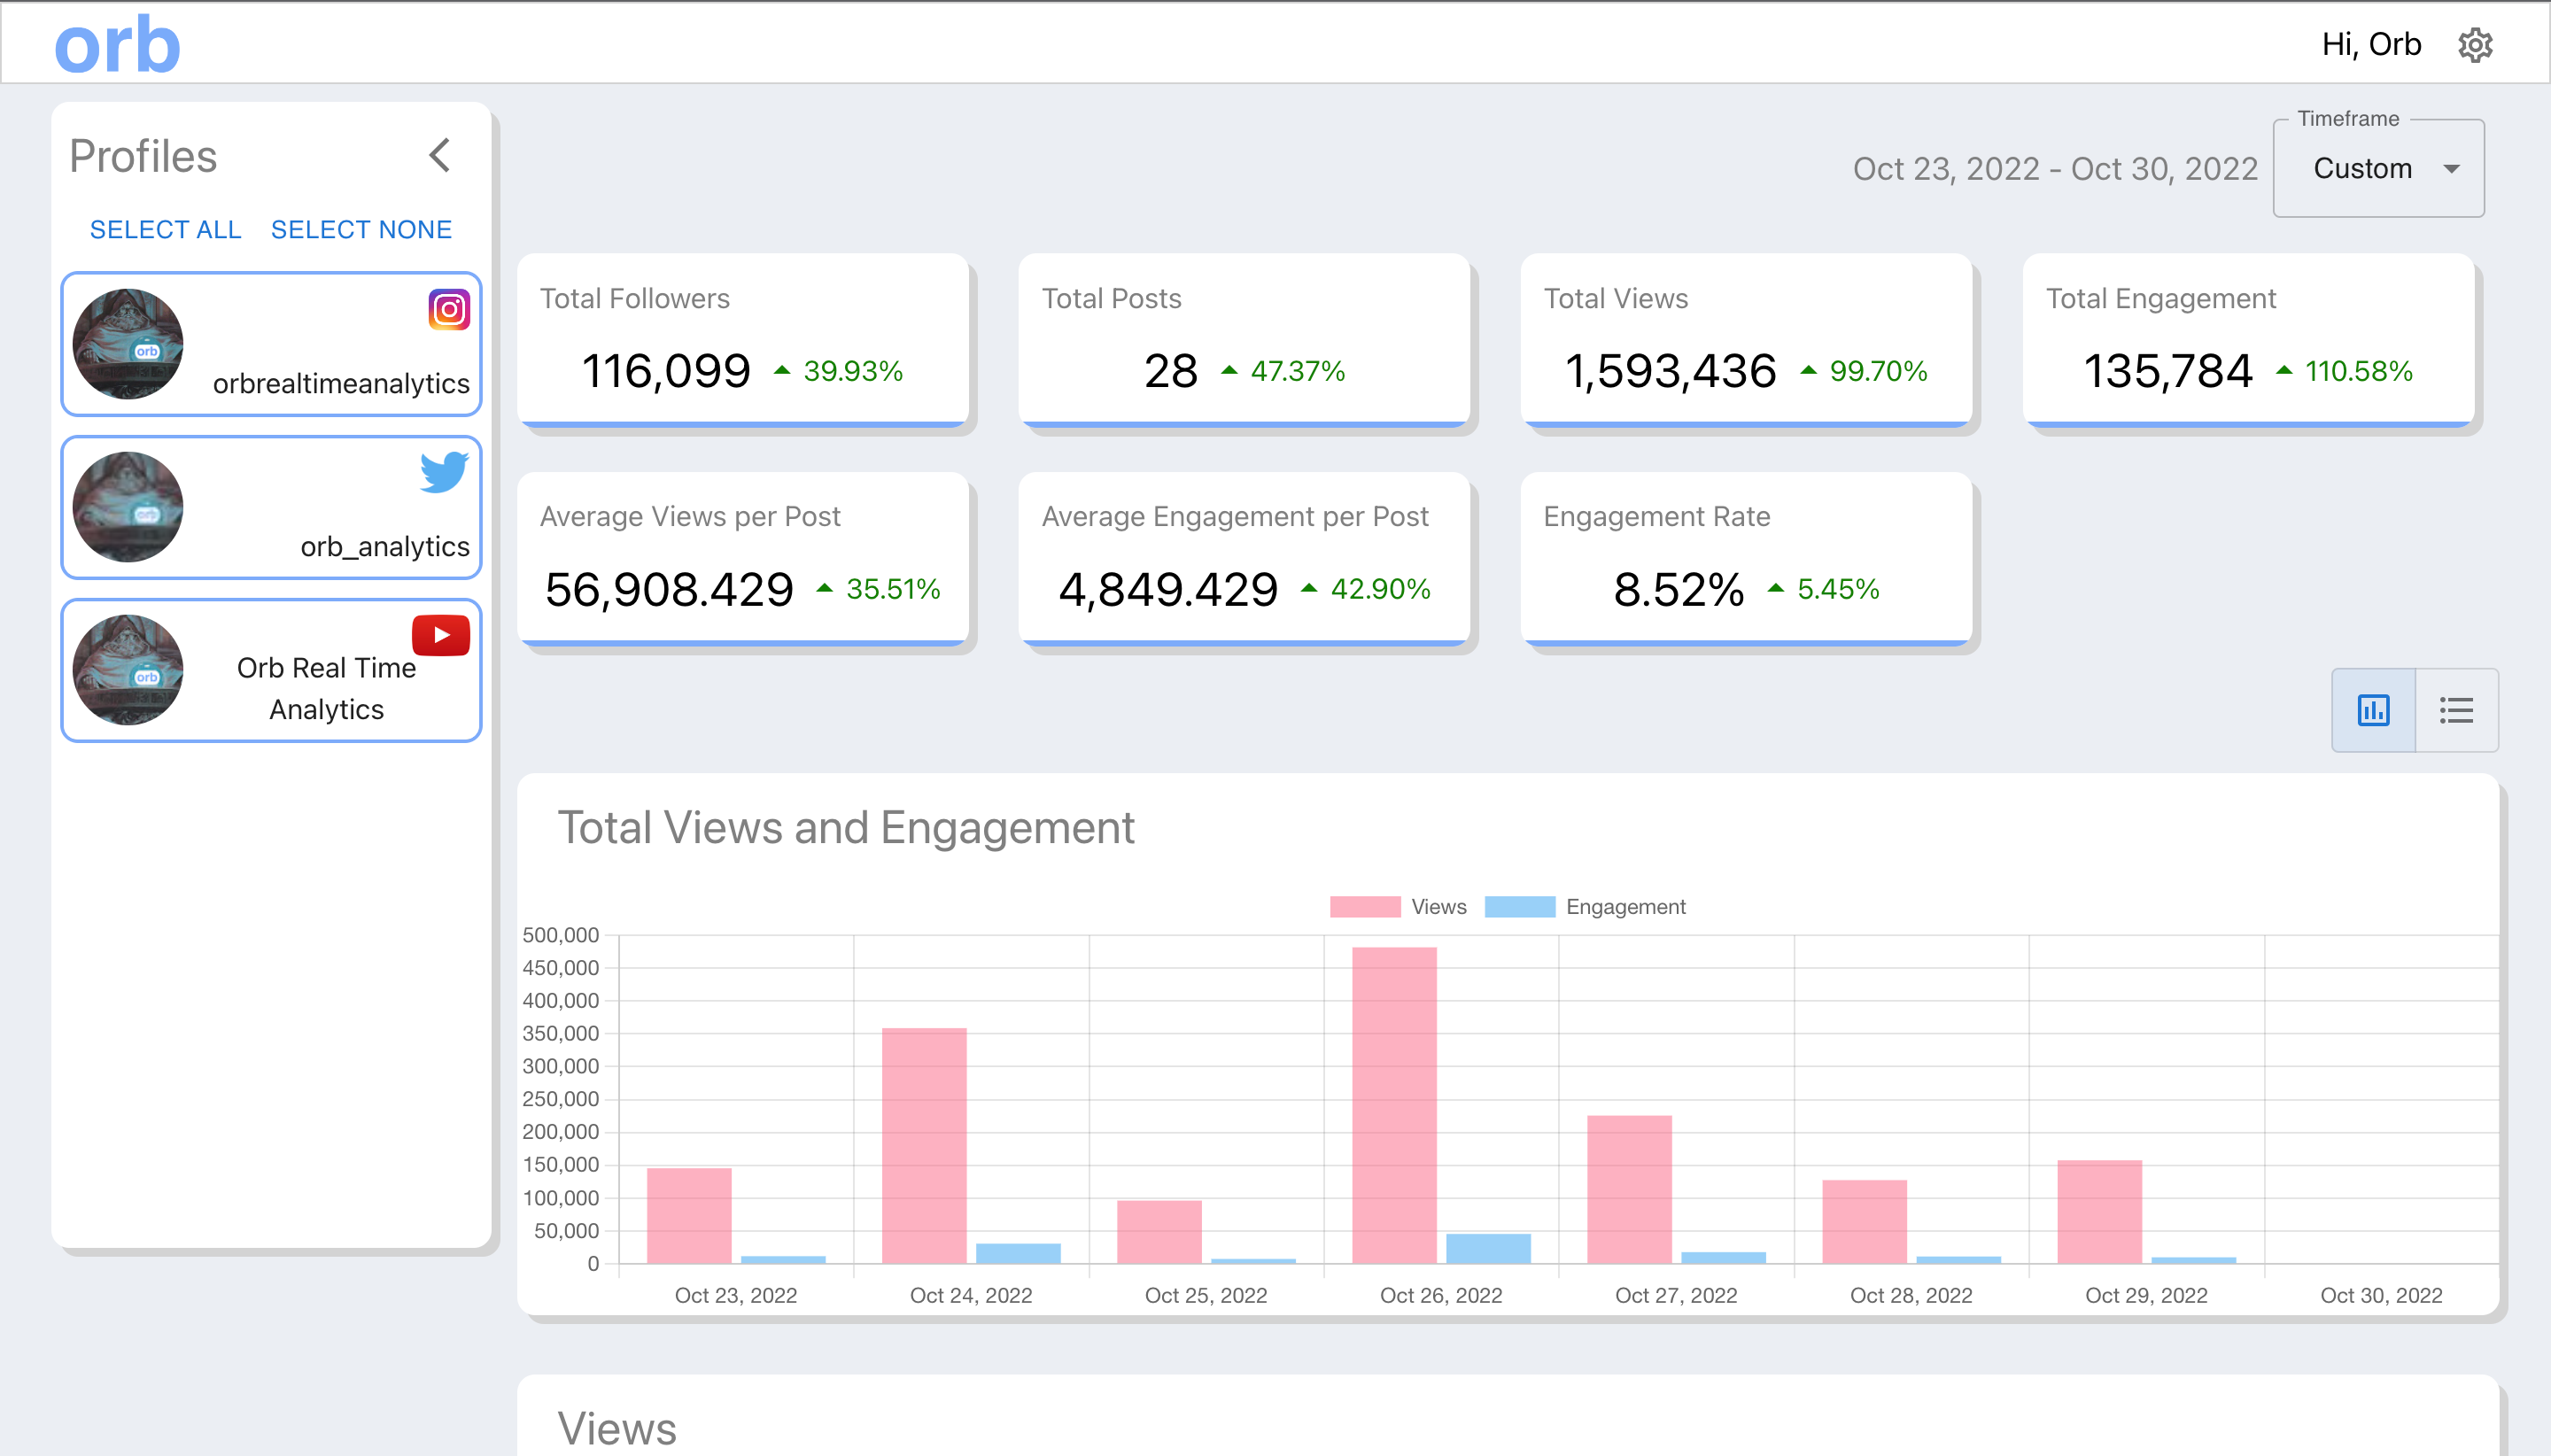 orb
Hi, Orb
Profiles
SELECT ALL SELECT NONE
orb
orbrealtimeanalytics
orb
orb_analytics
orb
Orb Real Time
Analytics
Timeframe
Oct 23, 2022 - Oct 30, 2022 Custom
Total Followers
116,099 39.93%
Total Posts
28 47.37%
Total Views
1,593,436 99.70%
Total Engagement
135,784 110.58%
Average Views per Post
56,908.429 35.51%
Average Engagement per Post
4,849.429 42.90%
Engagement Rate
8.52% 5.45%
Total Views and Engagement
Views Engagement
500,000
450,000
400,000
350,000
300,000
250,000
200,000
150,000
100,000
50,000
0
Oct 23, 2022 Oct 24, 2022 Oct 25, 2022 Oct 26, 2022 Oct 27, 2022 Oct 28, 2022 Oct 29, 2022 Oct 30, 2022
Views